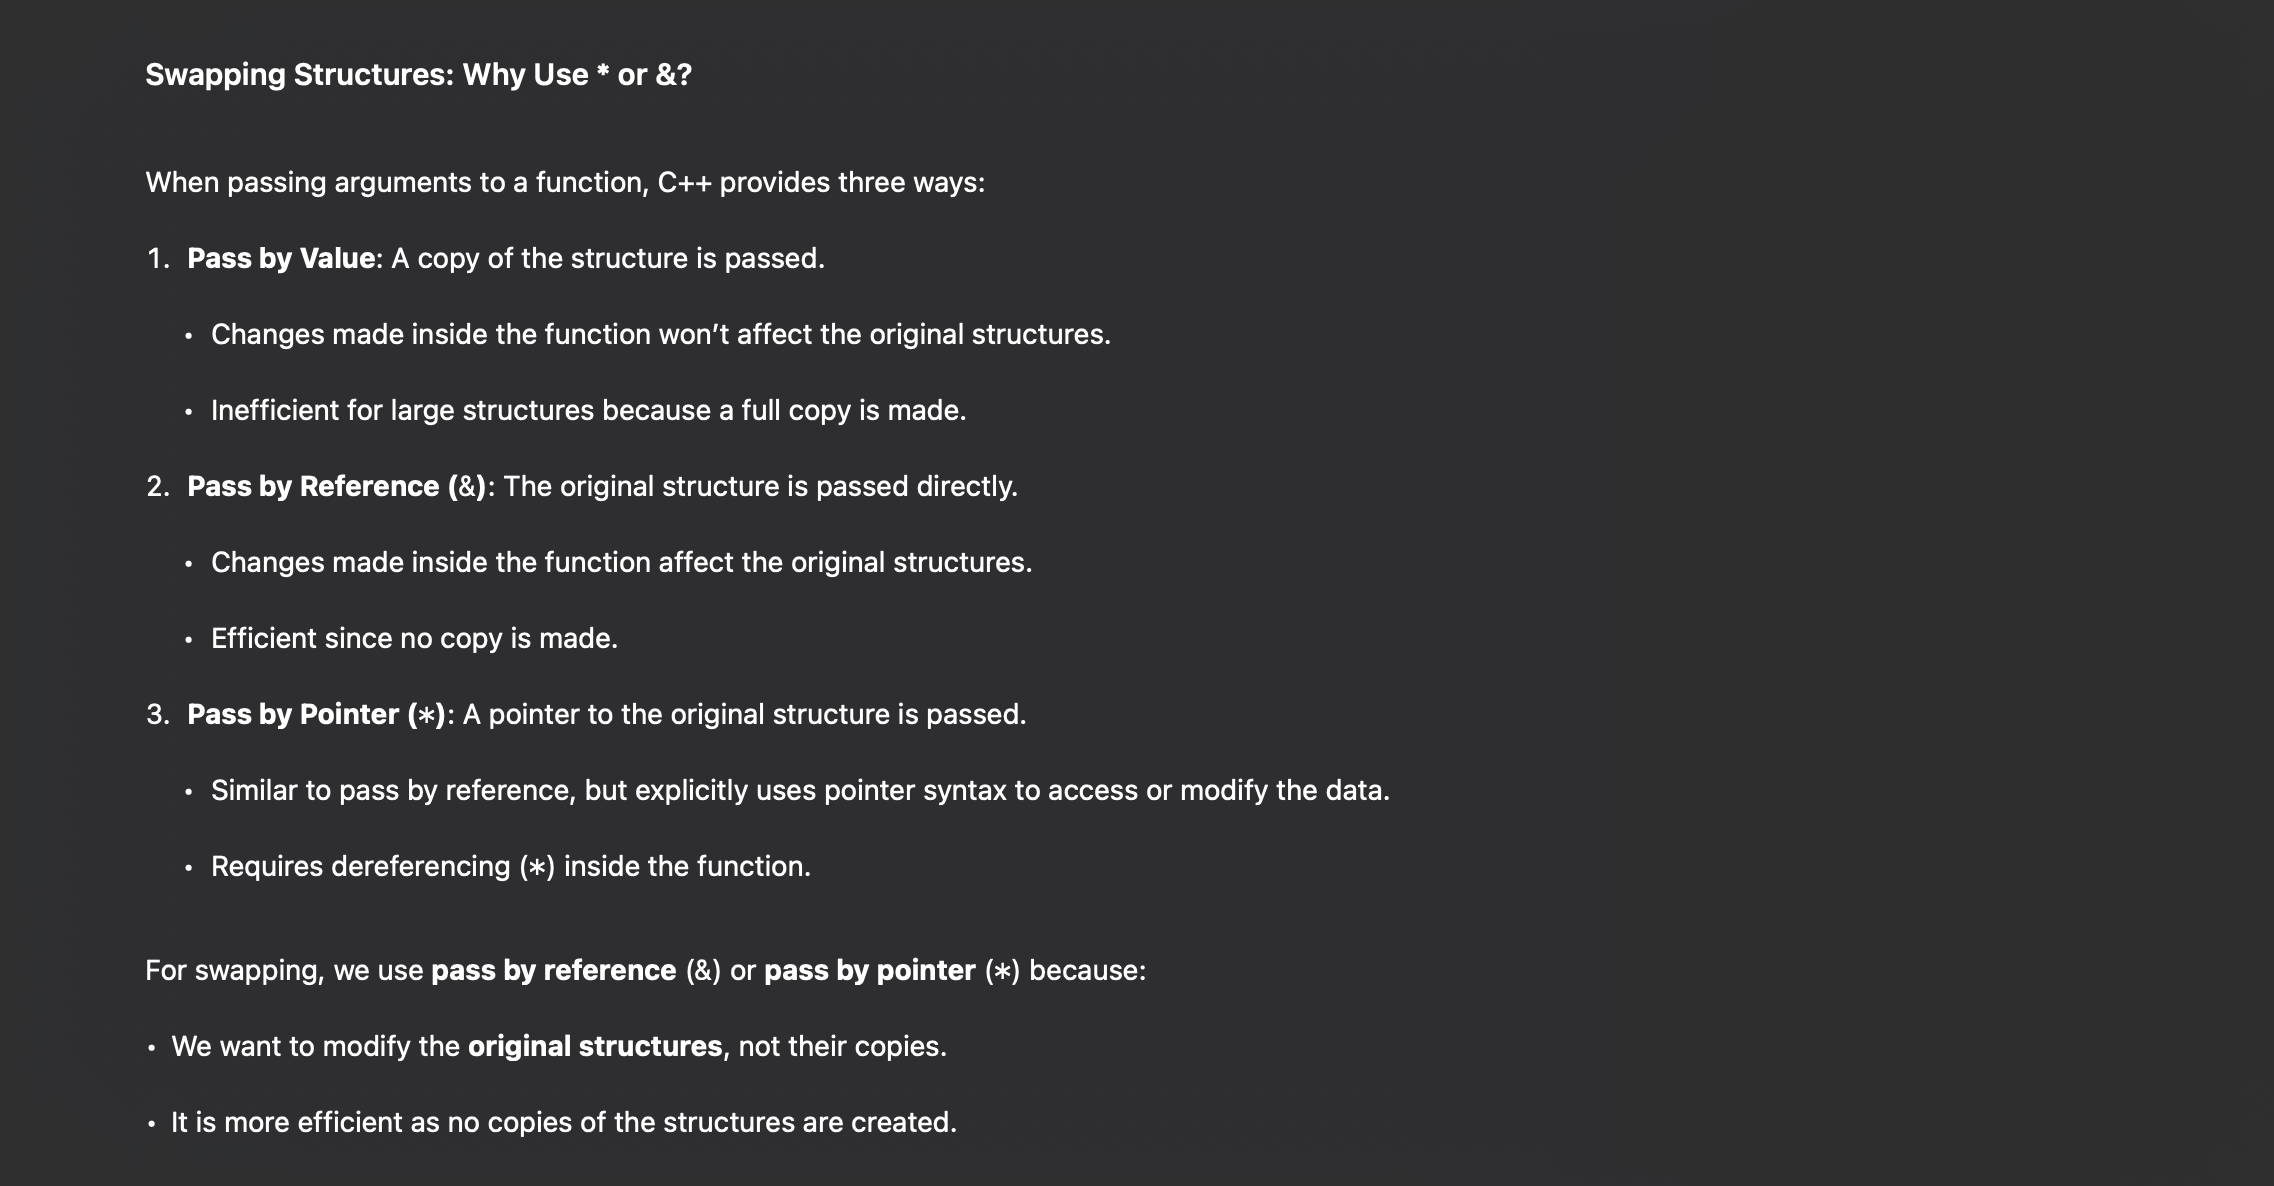 Swapping Structures: Why Use * or &?
When passing arguments to a function, C++ provides three ways:
1. Pass by Value: A copy of the structure is passed.
• Changes made inside the function won’t affect the original structures.
• Inefficient for large structures because a full copy is made.
2. Pass by Reference (&): The original structure is passed directly.
• Changes made inside the function affect the original structures.
• Efficient since no copy is made.
3. Pass by Pointer (*): A pointer to the original structure is passed.
• Similar to pass by reference, but explicitly uses pointer syntax to access or modify the data.
• Requires dereferencing (*) inside the function.
For swapping, we use pass by reference (&) or pass by pointer (*) because:
• We want to modify the original structures, not their copies.
• It is more efficient as no copies of the structures are created.